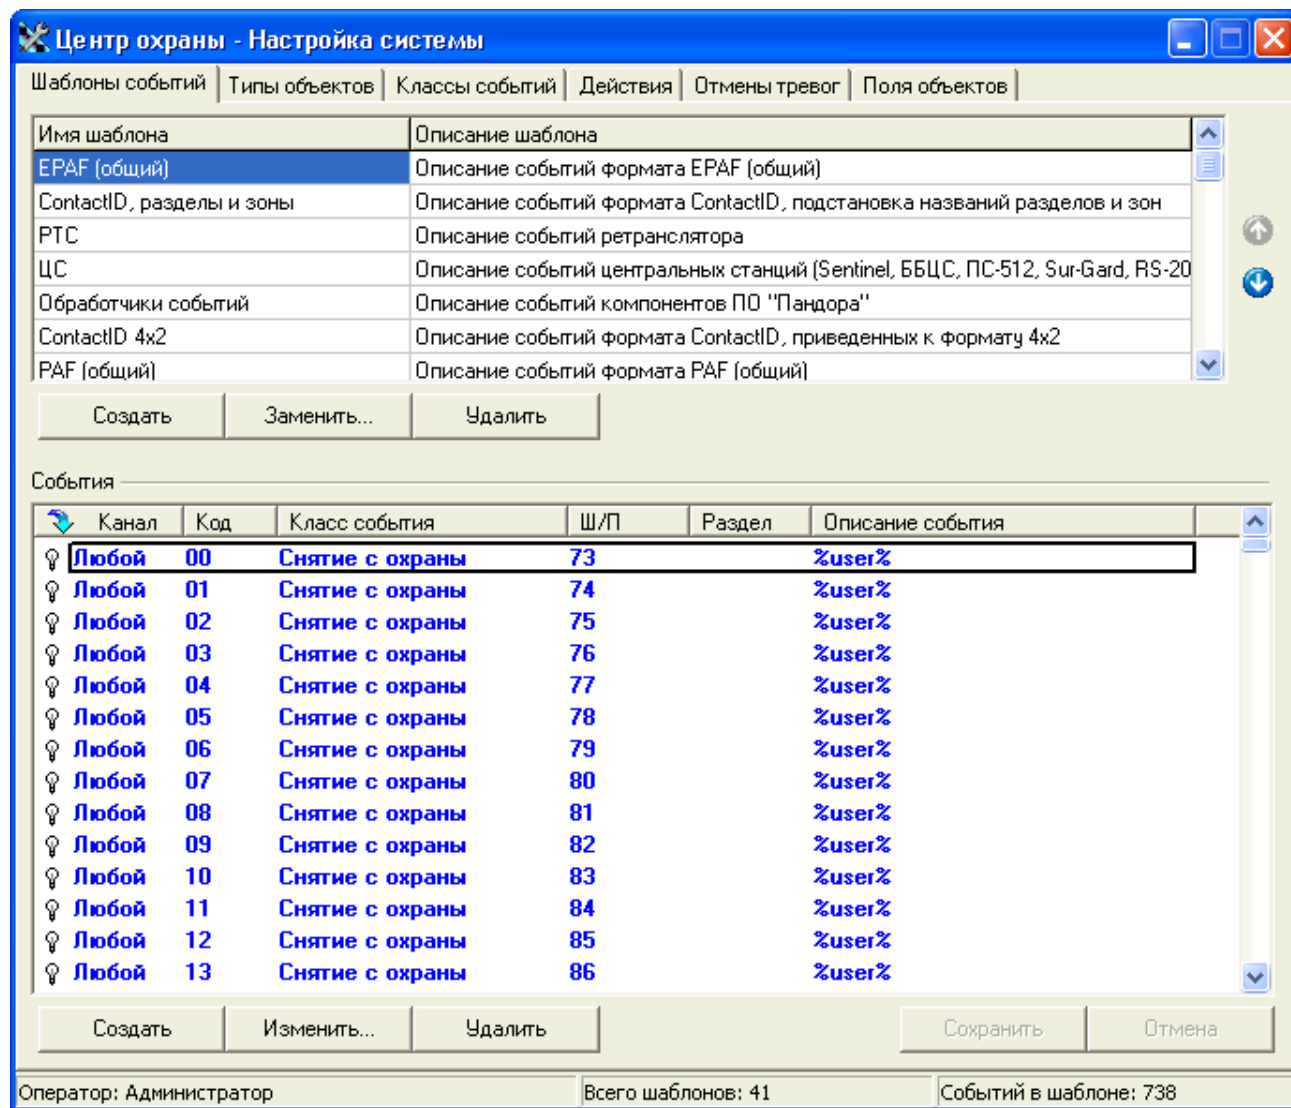 Центр охраны - Настройка системы
Шаблоны событий Типы объектов Классы событий Действия Отмены тревог Поля объектов
Имя шаблона Описание шаблона
EPAF (общий) Описание событий формата EPAF (общий)
ContactID, разделы и зоны Описание событий формата ContactID, подстановка названий разделов и зон
РТС Описание событий ретранслятора
ЦС Описание событий центральных станций (Sentinel, ББЦС, ПС-512, Sur-Gard, RS-20
Обработчики событий Описание событий компонентов ПО "Пандора"
ContactID 4x2 Описание событий формата ContactID, приведенных к формату 4x2
PAF (общий) Описание событий формата PAF (общий)
Создать Заменить... Удалить
События
Канал Код Класс события Ш/П Раздел Описание события
Любой 00 Снятие с охраны 73 %user%
Любой 01 Снятие с охраны 74 %user%
Любой 02 Снятие с охраны 75 %user%
Любой 03 Снятие с охраны 76 %user%
Любой 04 Снятие с охраны 77 %user%
Любой 05 Снятие с охраны 78 %user%
Любой 06 Снятие с охраны 79 %user%
Любой 07 Снятие с охраны 80 %user%
Любой 08 Снятие с охраны 81 %user%
Любой 09 Снятие с охраны 82 %user%
Любой 10 Снятие с охраны 83 %user%
Любой 11 Снятие с охраны 84 %user%
Любой 12 Снятие с охраны 85 %user%
Любой 13 Снятие с охраны 86 %user%
Создать Изменить... Удалить Сохранить Отмена
Оператор: Администратор Всего шаблонов: 41 Событий в шаблоне: 738